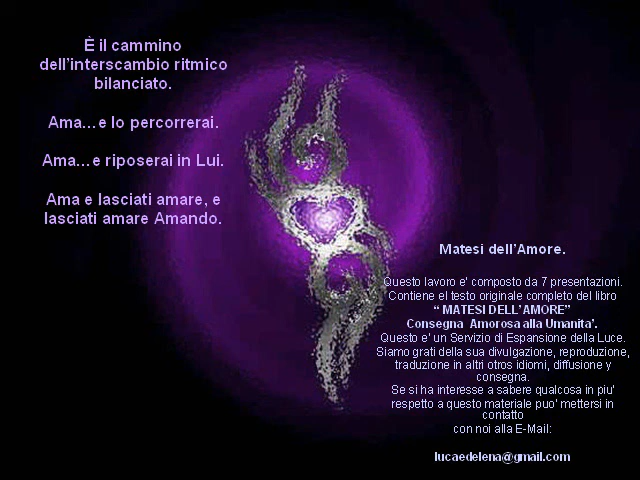 È il cammino
dell'interscambio ritmico
bilanciato.
Ama...e lo percorrerai.
Ama...e riposerai in Lui.
Ama e lasciati amare, e
lasciati amare Amando.
Matesi dell'Amore.
Questo lavoro e' composto da 7 presentazioni.
Contiene el testo originale completo del libro
“ MATESI DELL'AMORE”
Consegna Amorosa alla Umanita'.
Questo e' un Servizio di Espansione della Luce.
Siamo grati della sua divulgazione, reproduzione,
traduzione in altri otros idiomi, diffusione y
consegna.
Se si ha interesse a sabere qualcosa in piu'
respetto a questo materiale puo' mettersi in
contatto
con noi alla E-Mail:
lucaedelena@gmail.com